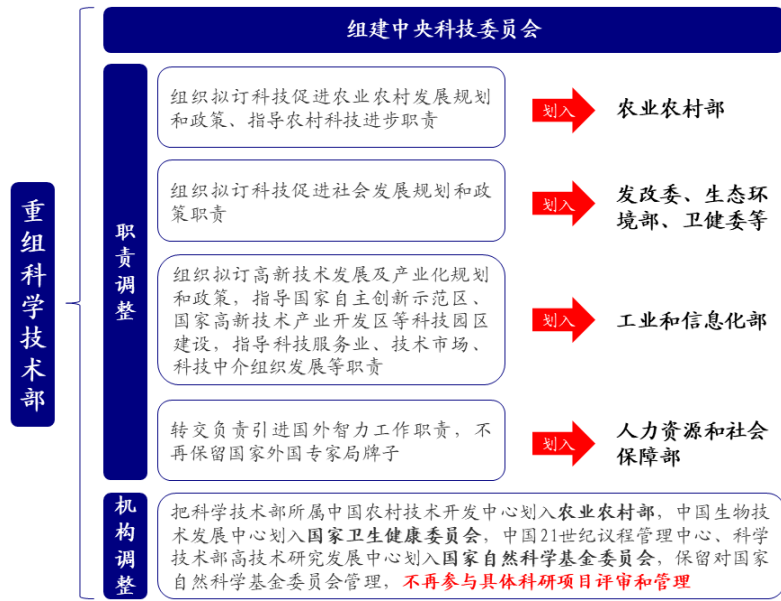 组建中央科技委员会
重组科学技术部
职责调整
组织拟订科技促进农业农村发展规划
和政策、指导农村科技进步职责
划入
农业农村部
组织拟订科技促进社会发展规划和政
策职责
划入
发改委、生态环
境部、卫健委等
组织拟订高新技术发展及产业化规划
和政策，指导国家自主创新示范区、
国家高新技术产业开发区等科技园区
建设，指导科技服务业、技术市场、
科技中介组织发展等职责
划入
工业和信息化部
转交负责引进国外智力工作职责，不
再保留国家外国专家局牌子
划入
人力资源和社会
保障部
机构调整
把科学技术部所属中国农村技术开发中心划入农业农村部，中国生物技
术发展中心划入国家卫生健康委员会，中国21世纪议程管理中心、科学
技术部高技术研究发展中心划入国家自然科学基金委员会，保留对国家
自然科学基金委员会管理，不再参与具体科研项目评审和管理